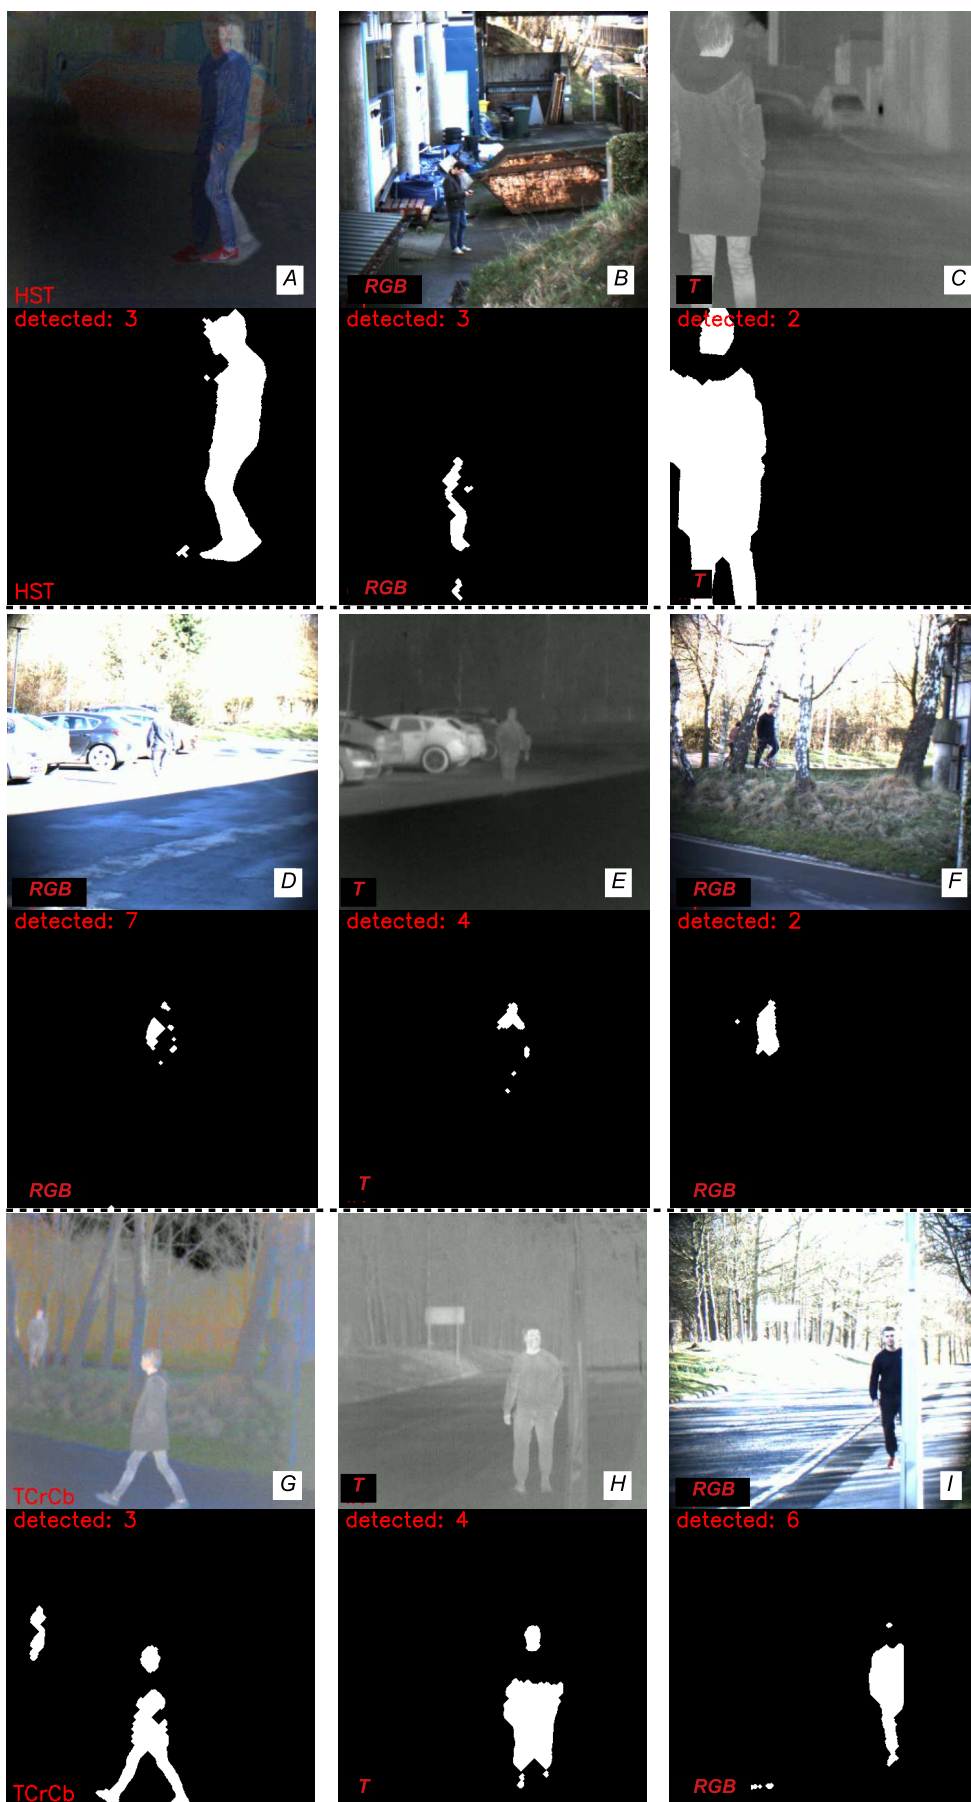 A
HST
B
RGB
C
T
detected: 3
detected: 3
detected: 2
HST
RGB
T
D
RGB
E
T
F
RGB
detected: 7
detected: 4
detected: 2
RGB
T
RGB
G
TCrCb
H
T
I
RGB
detected: 3
detected: 4
detected: 6
TCrCb
T
RGB